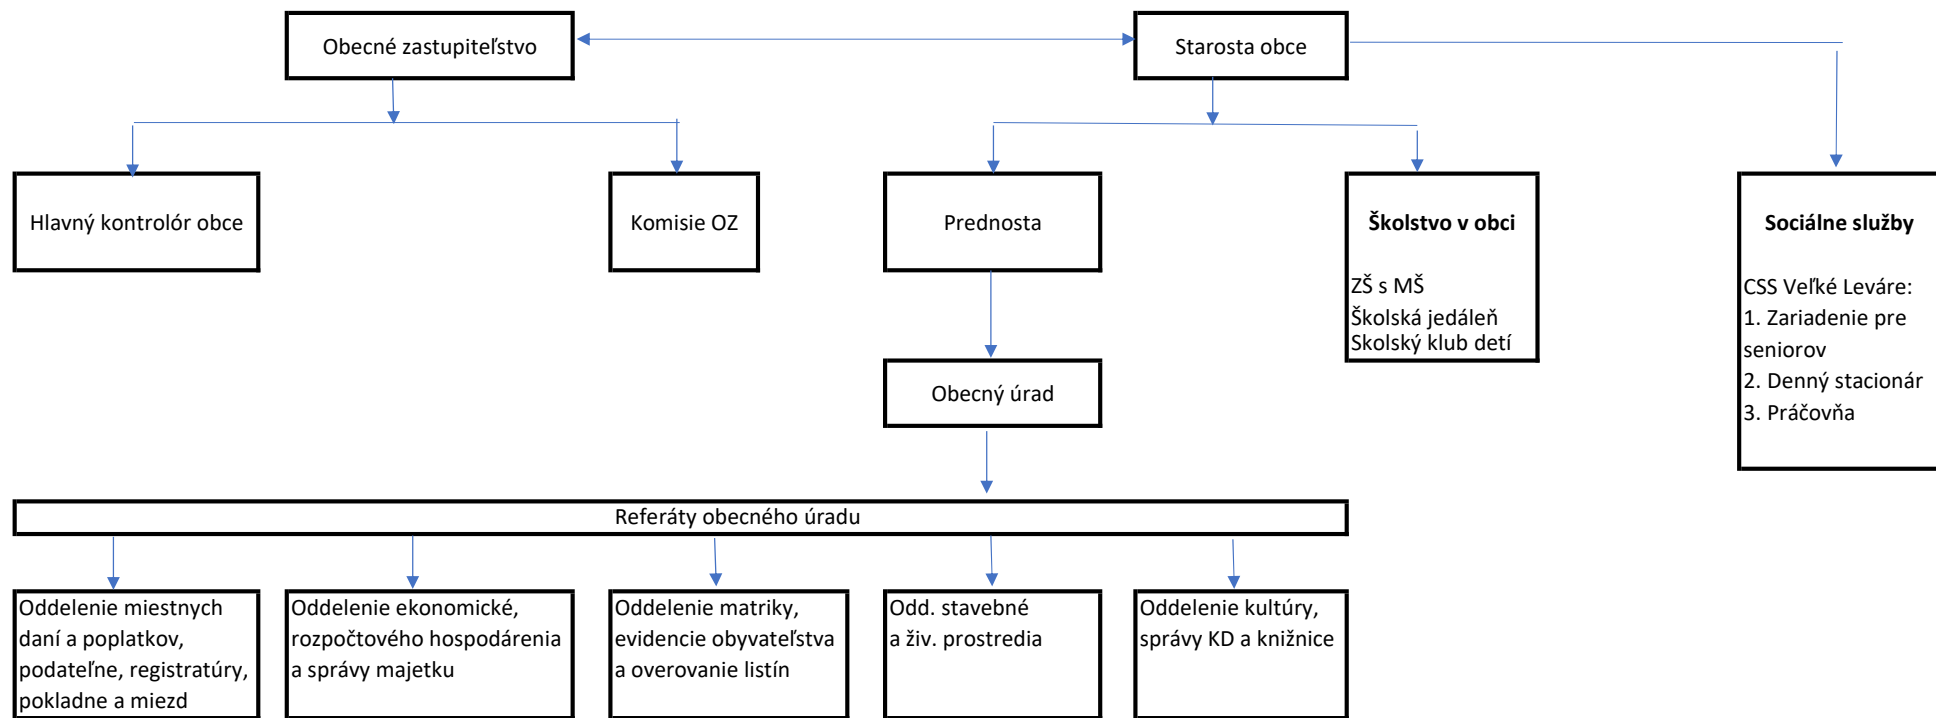 Obecné zastupiteľstvo
Starosta obce
Hlavný kontrolór obce
Komisie OZ
Prednosta
Školstvo v obci
ZŠ s MŠ
Školská jedáleň
Skolský klub detí
Sociálne služby
CSS Veľké Leváre:
1. Zariadenie pre
seniorov
2. Denný stacionár
3. Práčovňa
Obecný úrad
Referáty obecného úradu
Oddelenie miestnych
daní a poplatkov,
podateľne, registratúry,
pokladne a miezd
Oddelenie ekonomické,
rozpočtového hospodárenia
a správy majetku
Oddelenie matriky,
evidencie obyvateľstva
a overovanie listín
Odd. stavebné
a živ. prostredia
Oddelenie kultúry,
správy KD a knižnice